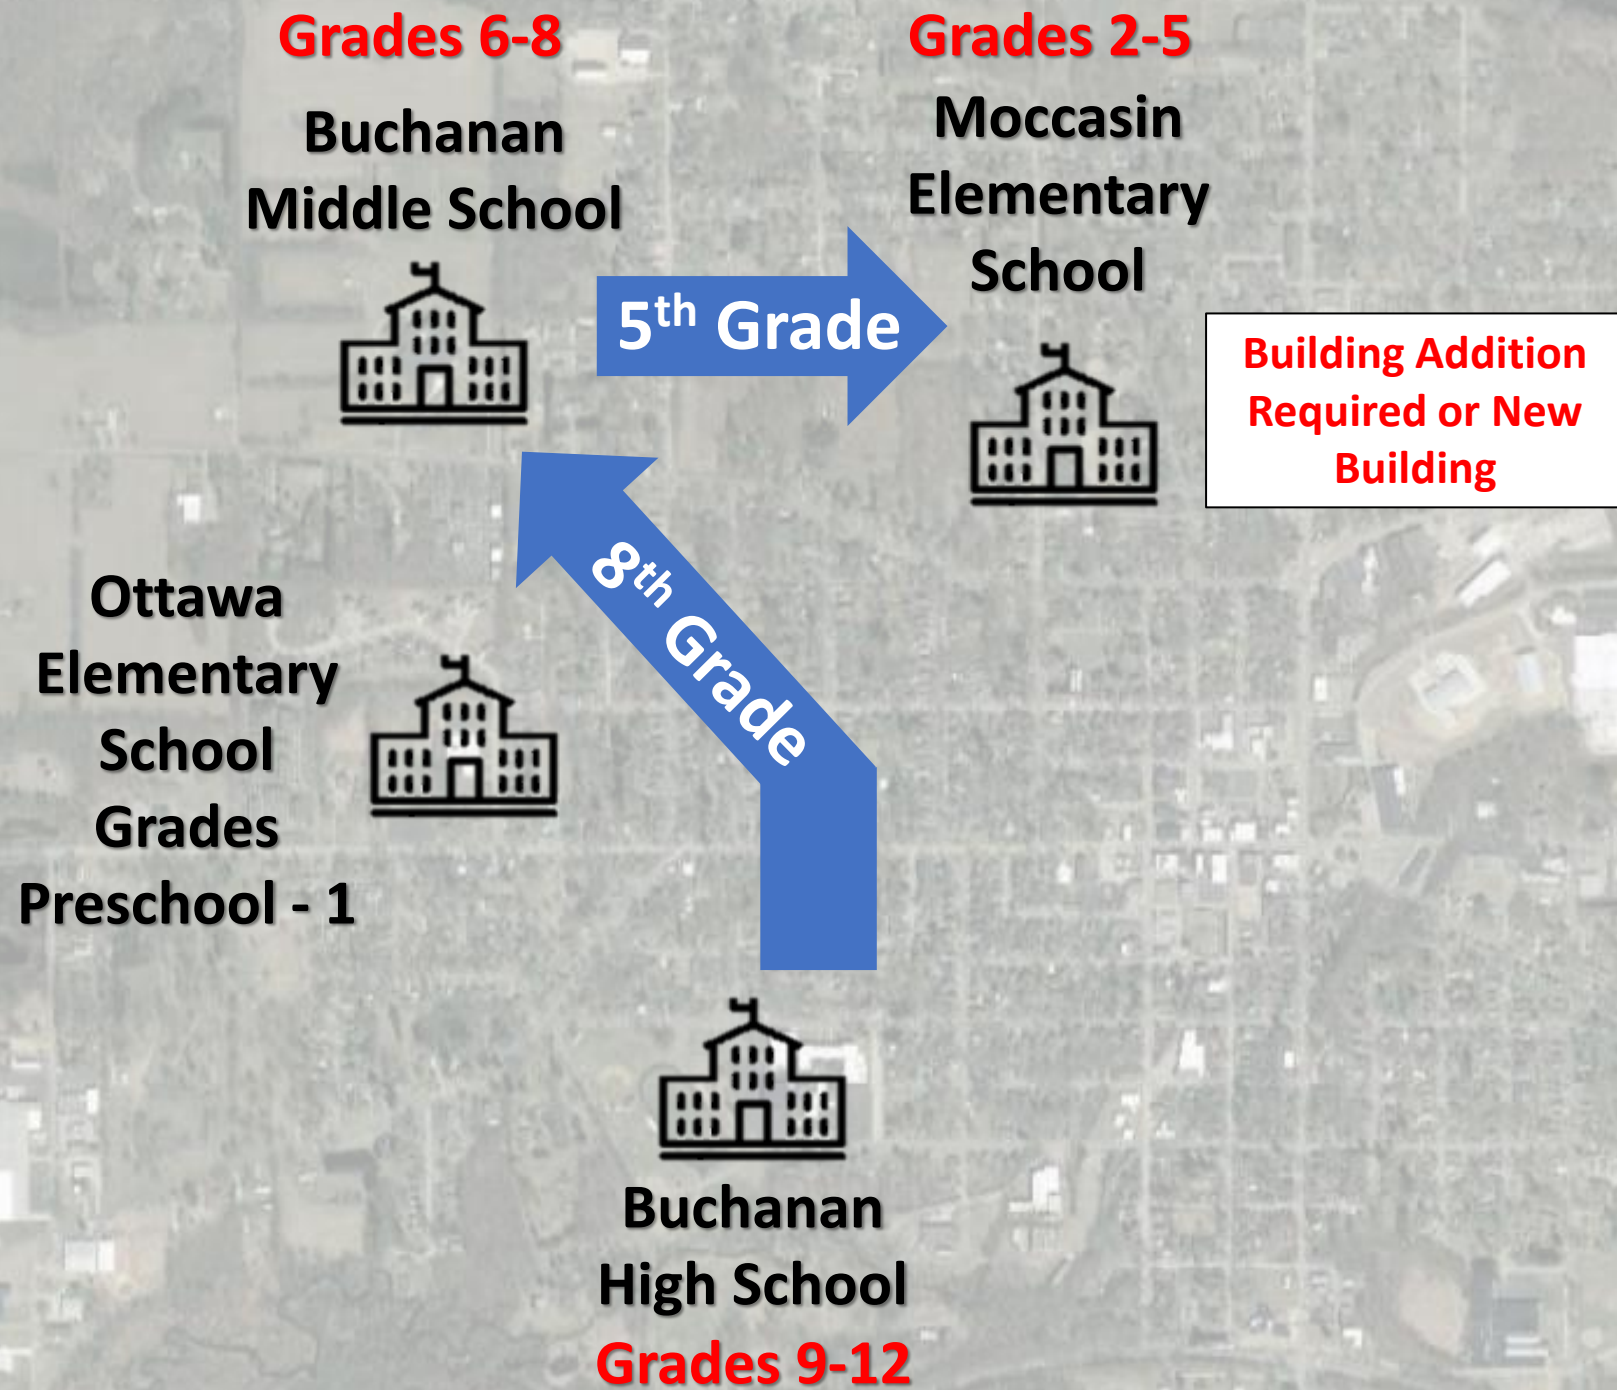 Grades 6-8
Buchanan
Middle School
Grades 2-5
Moccasin
Elementary
School
5th Grade
Building Addition
Required or New
Building
8th Grade
Ottawa
Elementary
School
Grades
Preschool - 1
Buchanan
High School
Grades 9-12